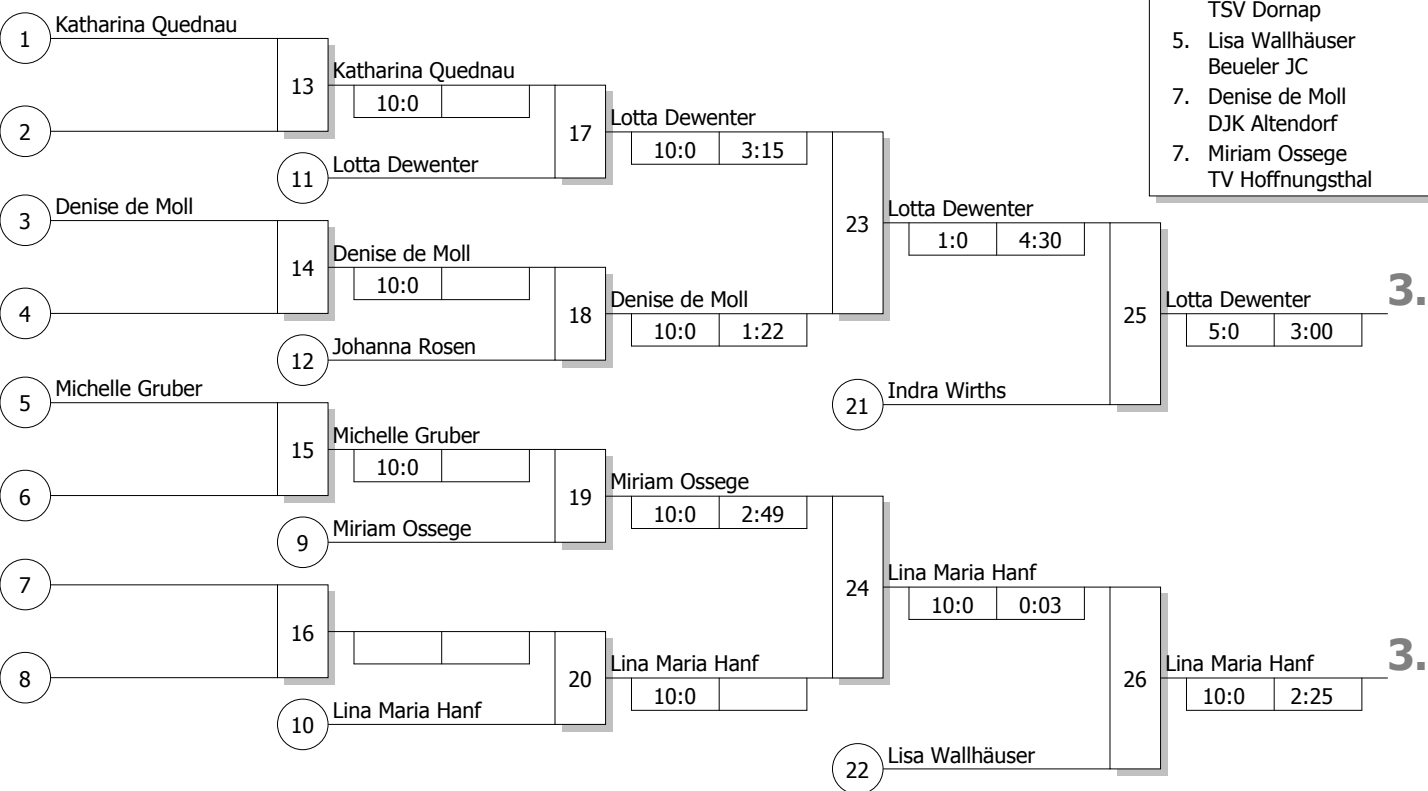 TSV Dornap
5. Lisa Wallhäuser
Beueler JC
7. Denise de Moll
DJK Altendorf
7. Miriam Ossege
TV Hoffnungsthal
1 Katharina Quednau
2
13 Katharina Quednau
10:0
11 Lotta Dewenter
17 Lotta Dewenter
10:0 3:15
3 Denise de Moll
4
14 Denise de Moll
10:0
12 Johanna Rosen
18 Denise de Moll
10:0 1:22
23 Lotta Dewenter
1:0 4:30
21 Indra Wirths
25 Lotta Dewenter 3.
5:0 3:00
5 Michelle Gruber
6
15 Michelle Gruber
10:0
9 Miriam Ossege
19 Miriam Ossege
10:0 2:49
7
8
16
10 Lina Maria Hanf
20 Lina Maria Hanf
10:0
24 Lina Maria Hanf
10:0 0:03
22 Lisa Wallhäuser
26 Lina Maria Hanf 3.
10:0 2:25